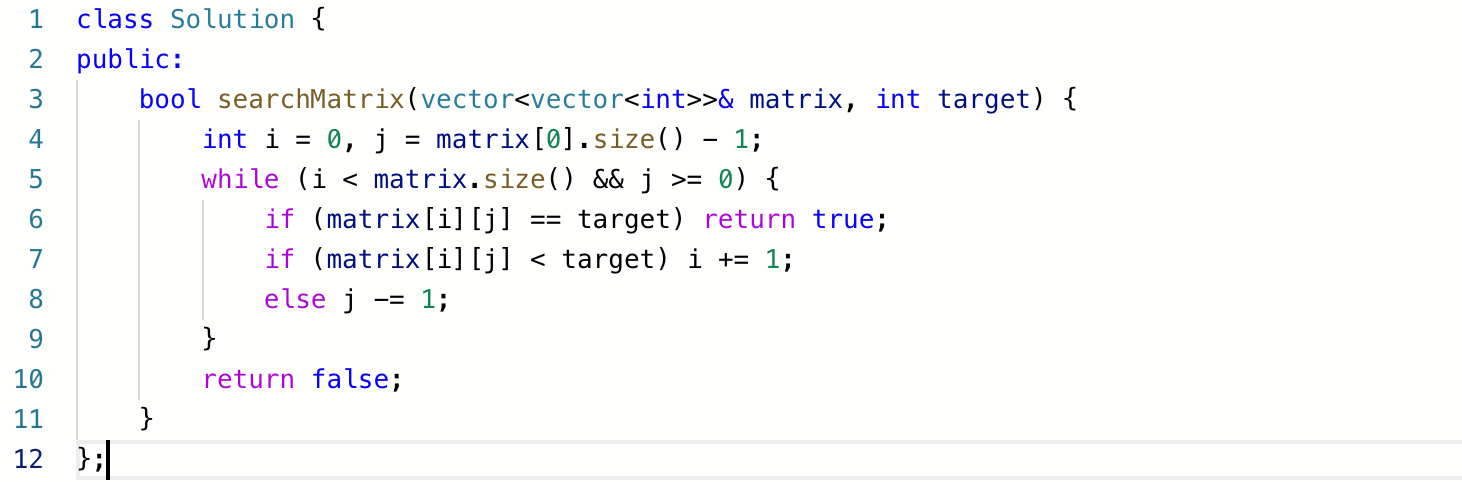 1 class Solution {
2 public:
3     bool searchMatrix(vector<vector<int>>& matrix, int target) {
4         int i = 0, j = matrix[0].size() - 1;
5         while (i < matrix.size() && j >= 0) {
6             if (matrix[i][j] == target) return true;
7             if (matrix[i][j] < target) i += 1;
8             else j -= 1;
9         }
10         return false;
11     }
12 };